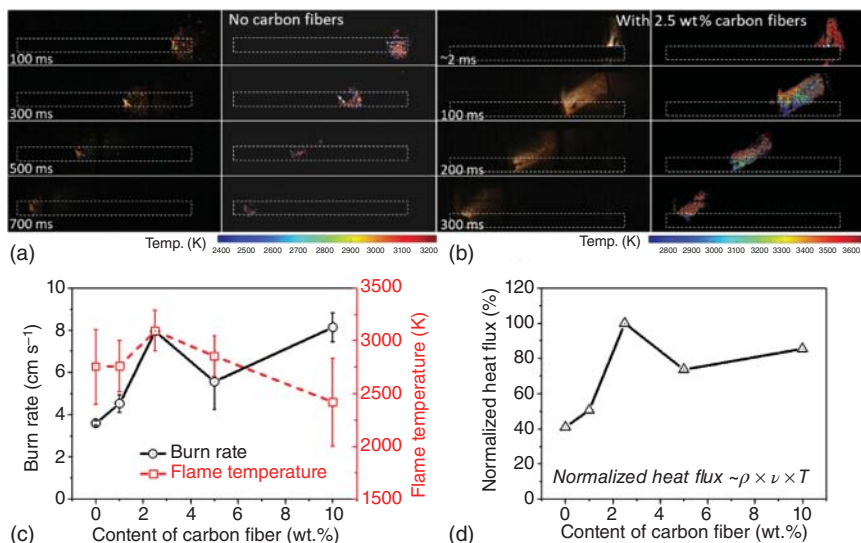 No carbon fibers
With 2.5 wt% carbon fibers
100 ms
300 ms
500 ms
700 ms
~2 ms
100 ms
200 ms
300 ms
(a)
Temp. (K)
2400 2500 2600 2700 2800 2900 3000 3100 3200
(b)
Temp. (K)
2800 2900 3000 3100 3200 3300 3400 3500 3600
10
8
6
4
2
0
Burn rate (cm s⁻¹)
3500
3000
2500
2000
1500
Flame temperature (K)
Burn rate
Flame temperature
0 2 4 6 8 10
(c)
Content of carbon fiber (wt.%)
120
100
80
60
40
20
0
Normalized heat flux (%)
Normalized heat flux ~ρ × ν × T
0 2 4 6 8 10
(d)
Content of carbon fiber (wt.%)